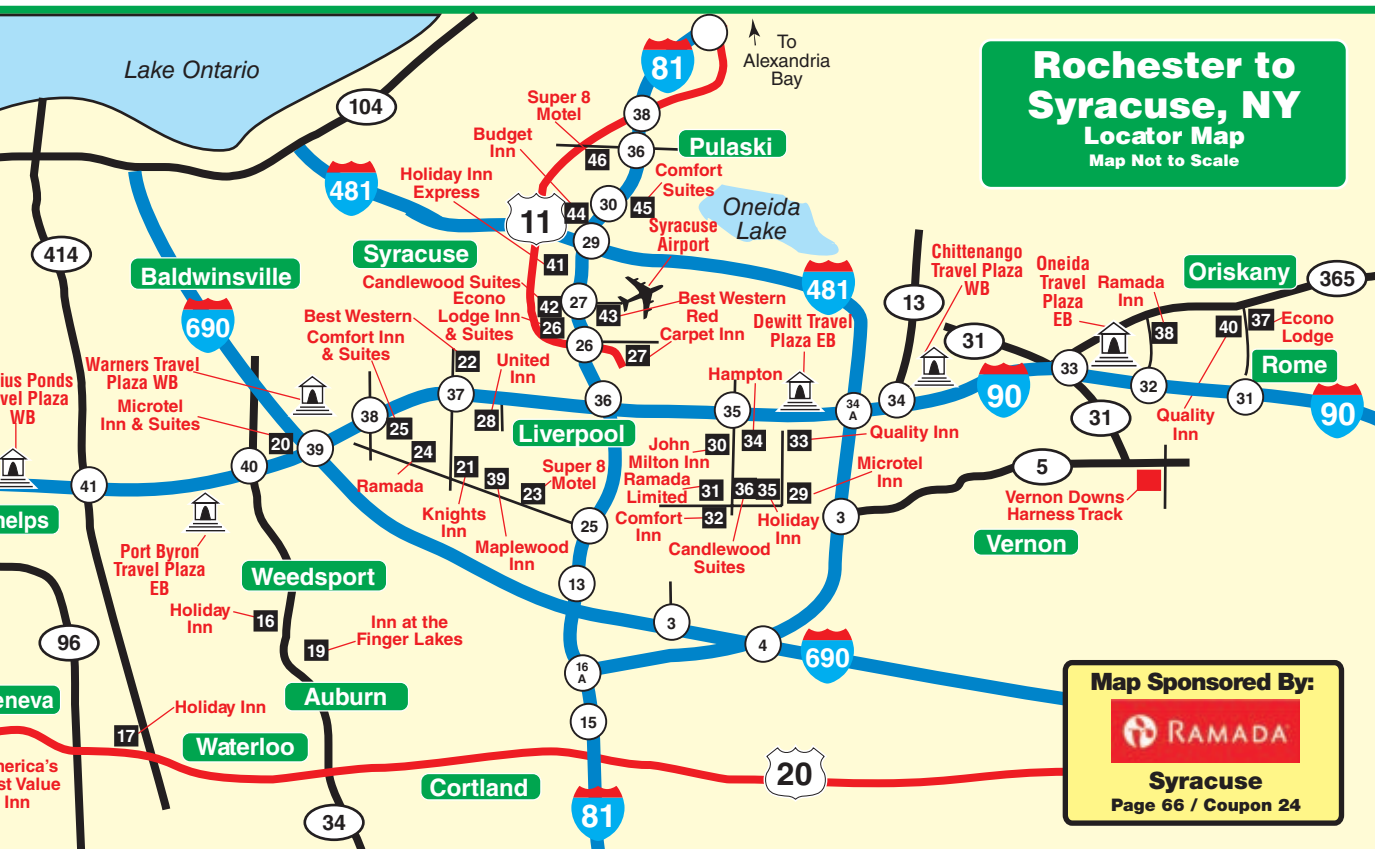 Rochester to
Syracuse, NY
Locator Map
Map Not to Scale
Lake Ontario
To
Alexandria
Bay
81
38
104
Super 8
Motel
Budget
Inn
46
36
Pulaski
Holiday Inn
Express
481
Comfort
Suites
11
44
30
45
Oneida
Lake
414
Syracuse
29
Syracuse
Airport
41
Baldwinsville
Candlewood Suites
42
27
43
481
13
Chittenango
Travel Plaza
WB
Oneida
Travel
Plaza
EB
Ramada
Inn
Oriskany
365
690
Best Western
Econo
Lodge Inn
& Suites
26
26
Best Western
Red
Carpet Inn
27
Dewitt Travel
Plaza EB
31
38
40
37
Econo
Lodge
Comfort Inn
& Suites
22
United
Inn
Warners Travel
Plaza WB
Hampton
33
32
31
Rome
90
90
ius Ponds
vel Plaza
WB
Microtel
Inn & Suites
20
38
25
37
28
36
35
34
A
34
31
Quality
Inn
40
39
24
Liverpool
John
Milton Inn
30
34
33
Quality Inn
41
Ramada
21
39
23
Super 8
Motel
Ramada
Limited
31
36
35
29
Microtel
Inn
5
Vernon Downs
Harness Track
helps
Knights
Inn
Maplewood
Inn
25
Comfort
Inn
32
Candlewood
Suites
Holiday
Inn
3
Vernon
Port Byron
Travel Plaza
EB
Weedsport
13
Holiday
Inn
16
19
Inn at the
Finger Lakes
3
4
690
96
16
A
eneva
Auburn
15
17
Holiday Inn
Waterloo
20
nerica's
st Value
Inn
Cortland
81
34
Map Sponsored By:
RAMADA
Syracuse
Page 66 / Coupon 24